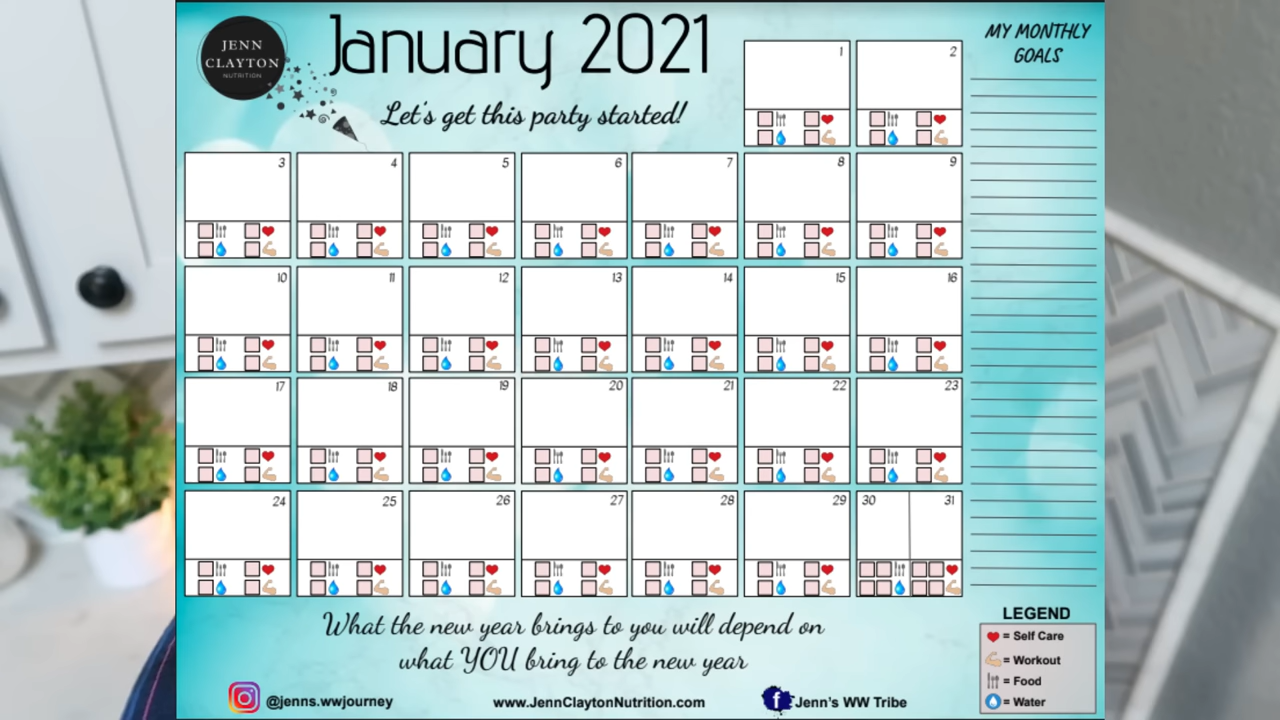 JENN
CLAYTON
NUTRITION
January 2021
Let's get this party started!
MY MONTHLY
GOALS
1 2
3 4 5 6 7 8 9
10 11 12 13 14 15 16
17 18 19 20 21 22 23
24 25 26 27 28 29 30 31
What the new year brings to you will depend on
what YOU bring to the new year
LEGEND
= Self Care
= Workout
= Food
= Water
@jenns.wwjourney
www.JennClaytonNutrition.com
Jenn's WW Tribe